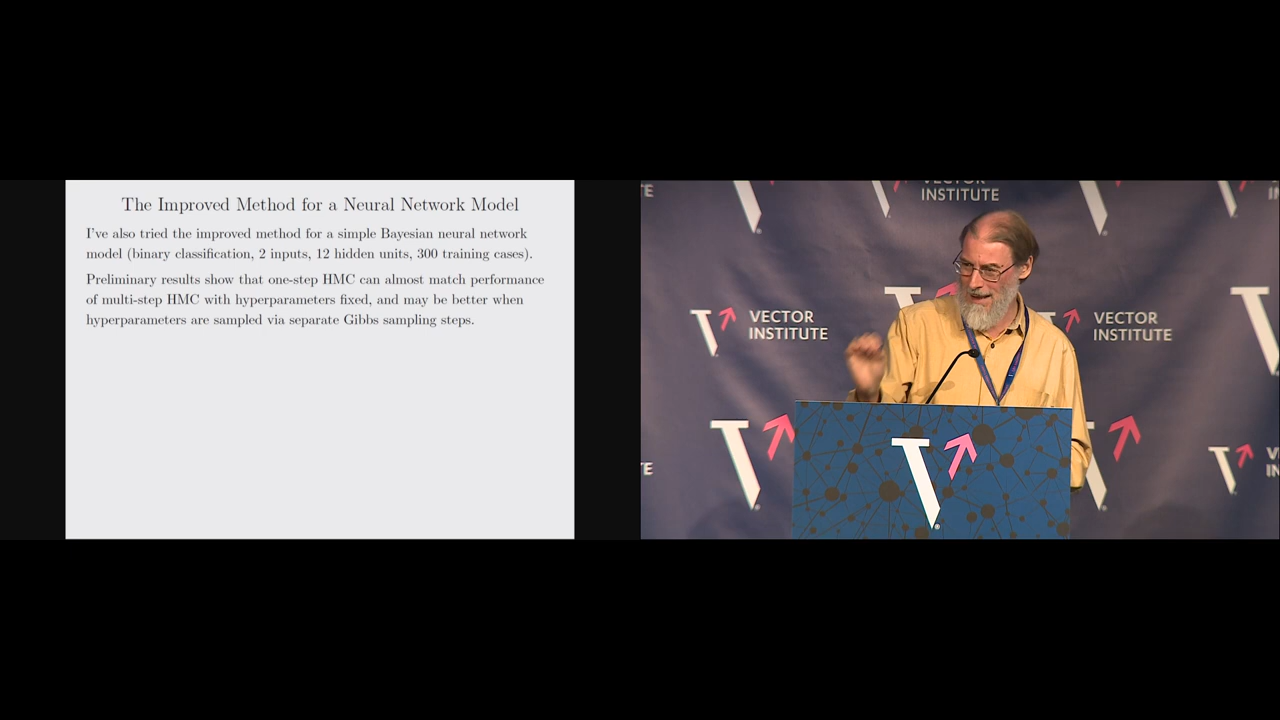 The Improved Method for a Neural Network Model
I've also tried the improved method for a simple Bayesian neural network
model (binary classification, 2 inputs, 12 hidden units, 300 training cases).
Preliminary results show that one-step HMC can almost match performance
of multi-step HMC with hyperparameters fixed, and may be better when
hyperparameters are sampled via separate Gibbs sampling steps.
VECTOR
INSTITUTE
VECTOR
INSTITUTE
VECTOR
INSTITUTE